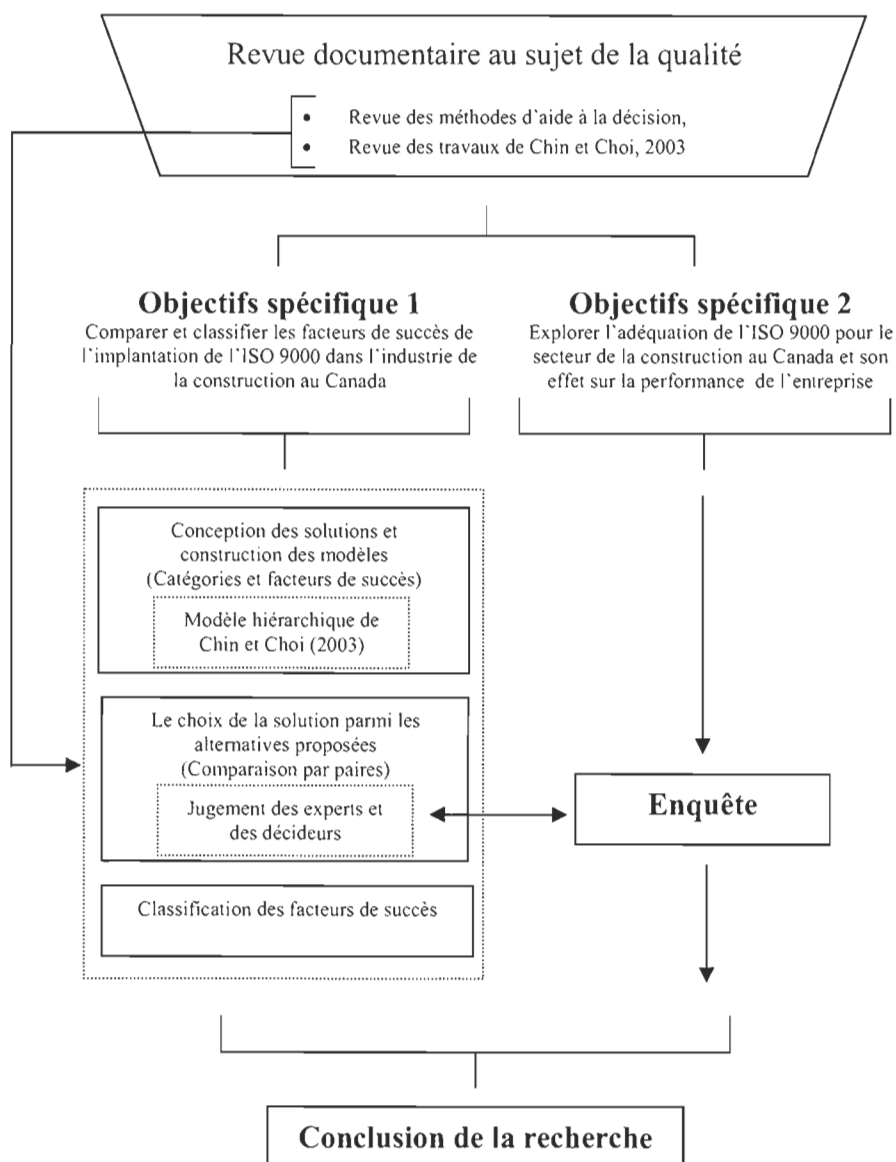 Revue documentaire au sujet de la qualité
• Revue des méthodes d'aide à la décision,
• Revue des travaux de Chin et Choi, 2003
Objectifs spécifique 1
Comparer et classifier les facteurs de succès de
l`implantation de l`ISO 9000 dans l`industrie de
la construction au Canada
Objectifs spécifique 2
Explorer l`adéquation de l`ISO 9000 pour le
secteur de la construction au Canada et son
effet sur la performance de l`entreprise
Conception des solutions et
construction des modèles
(Catégories et facteurs de succès)
Modèle hiérarchique de
Chin et Choi (2003)
Le choix de la solution parmi les
alternatives proposées
(Comparaison par paires)
Jugement des experts et
des décideurs
Classification des facteurs de succès
Enquête
Conclusion de la recherche